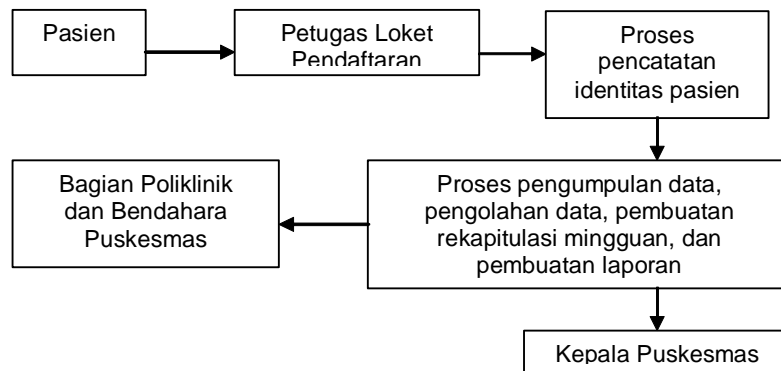 Pasien
Petugas Loket
Pendaftaran
Proses
pencatatan
identitas pasien
Bagian Poliklinik
dan Bendahara
Puskesmas
Proses pengumpulan data,
pengolahan data, pembuatan
rekapitulasi mingguan, dan
pembuatan laporan
Kepala Puskesmas